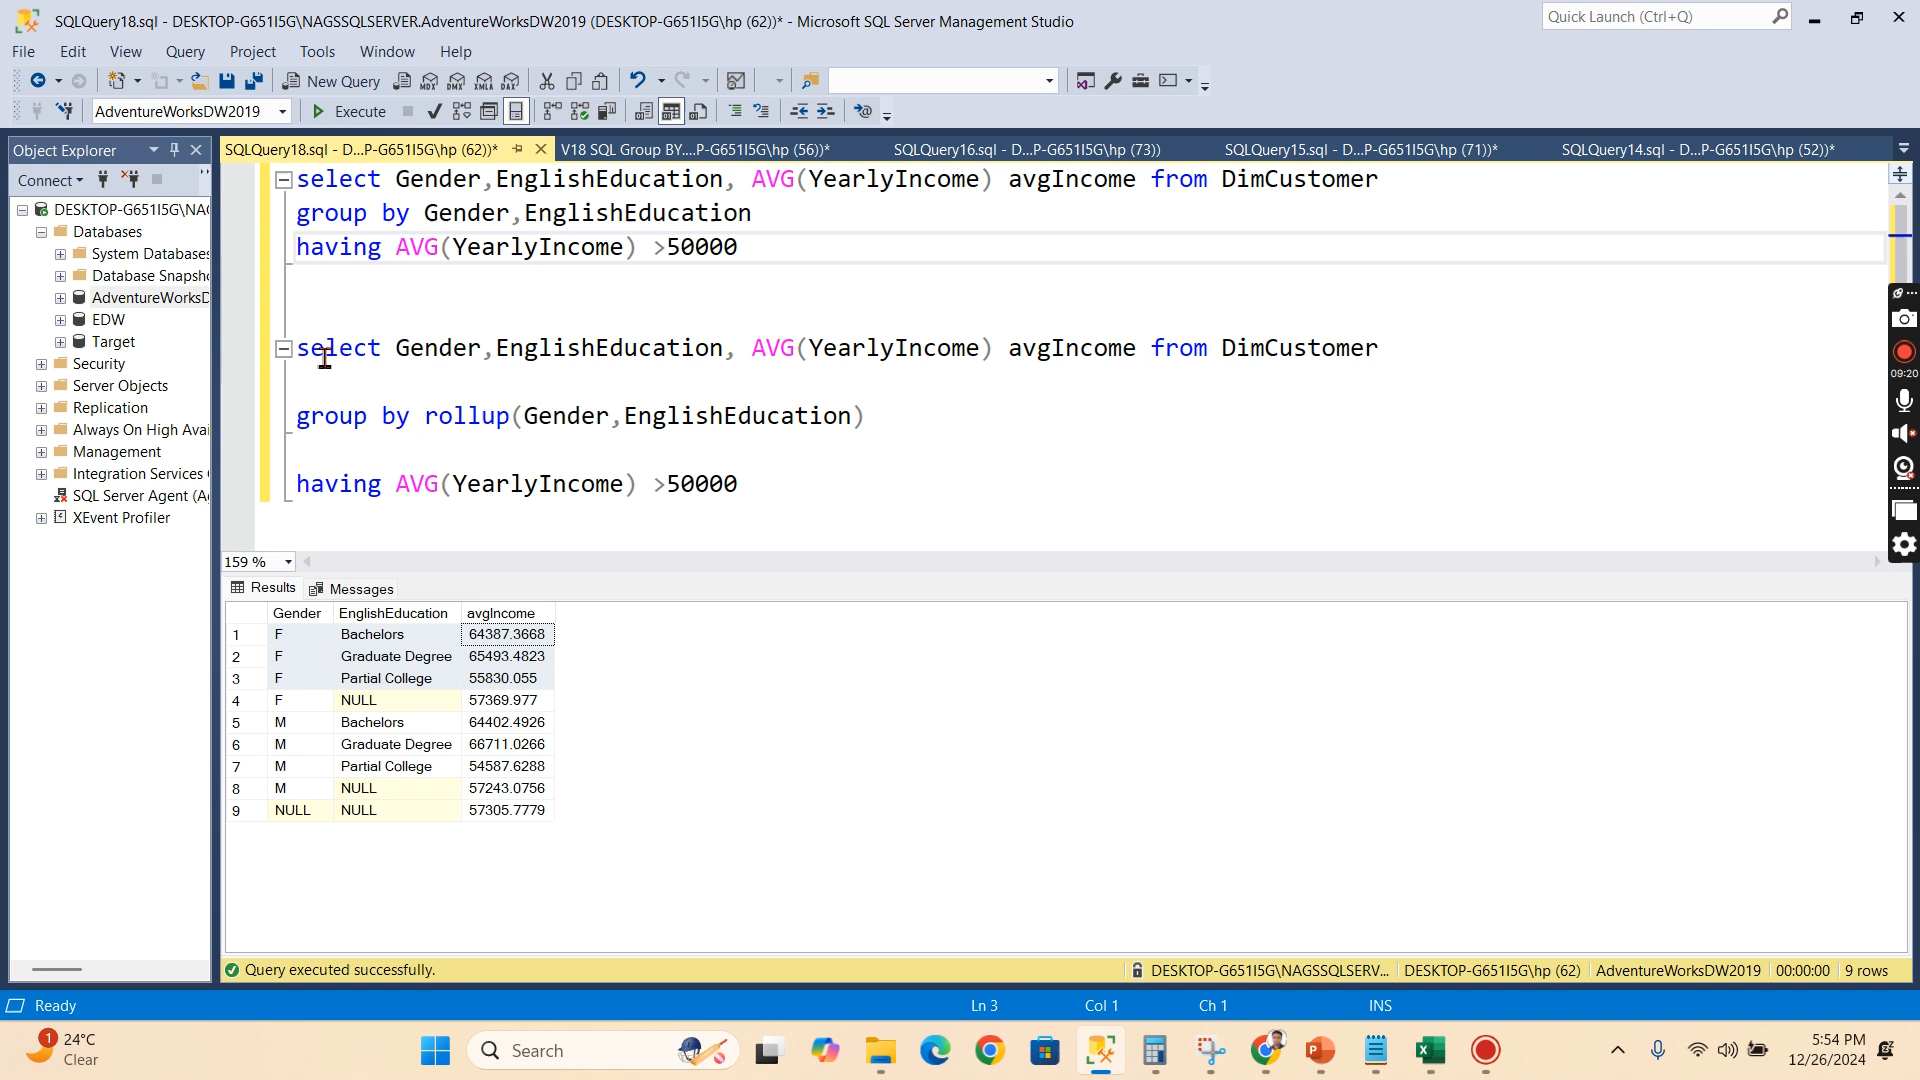 SQLQuery18.sql - DESKTOP-G651I5G\NAGSSQLSERVER.AdventureWorksDW2019 (DESKTOP-G651I5G\hp (62))* - Microsoft SQL Server Management Studio
Quick Launch (Ctrl+Q)
File Edit View Query Project Tools Window Help
New Query
AdventureWorksDW2019
Execute
Object Explorer
SQLQuery18.sql - D...P-G651I5G\hp (62))*
V18 SQL Group BY....P-G651I5G\hp (56))*
SQLQuery16.sql - D...P-G651I5G\hp (73))
SQLQuery15.sql - D...P-G651I5G\hp (71))*
SQLQuery14.sql - D...P-G651I5G\hp (52))*
Connect
DESKTOP-G651I5G\NAG
Databases
System Databases
Database Snapsho
AdventureWorksD
EDW
Target
Security
Server Objects
Replication
Always On High Avai
Management
Integration Services
SQL Server Agent (A
XEvent Profiler
select Gender,EnglishEducation, AVG(YearlyIncome) avgIncome from DimCustomer
group by Gender,EnglishEducation
having AVG(YearlyIncome) >50000
select Gender,EnglishEducation, AVG(YearlyIncome) avgIncome from DimCustomer
group by rollup(Gender,EnglishEducation)
having AVG(YearlyIncome) >50000
09:20
159 %
Results Messages
Gender EnglishEducation avgIncome
1 F Bachelors 64387.3668
2 F Graduate Degree 65493.4823
3 F Partial College 55830.055
4 F NULL 57369.977
5 M Bachelors 64402.4926
6 M Graduate Degree 66711.0266
7 M Partial College 54587.6288
8 M NULL 57243.0756
9 NULL NULL 57305.7779
Query executed successfully.
DESKTOP-G651I5G\NAGSSQLSERV... DESKTOP-G651I5G\hp (62) AdventureWorksDW2019 00:00:00 9 rows
Ready Ln 3 Col 1 Ch 1 INS
1
24°C
Clear
Search
5:54 PM
12/26/2024